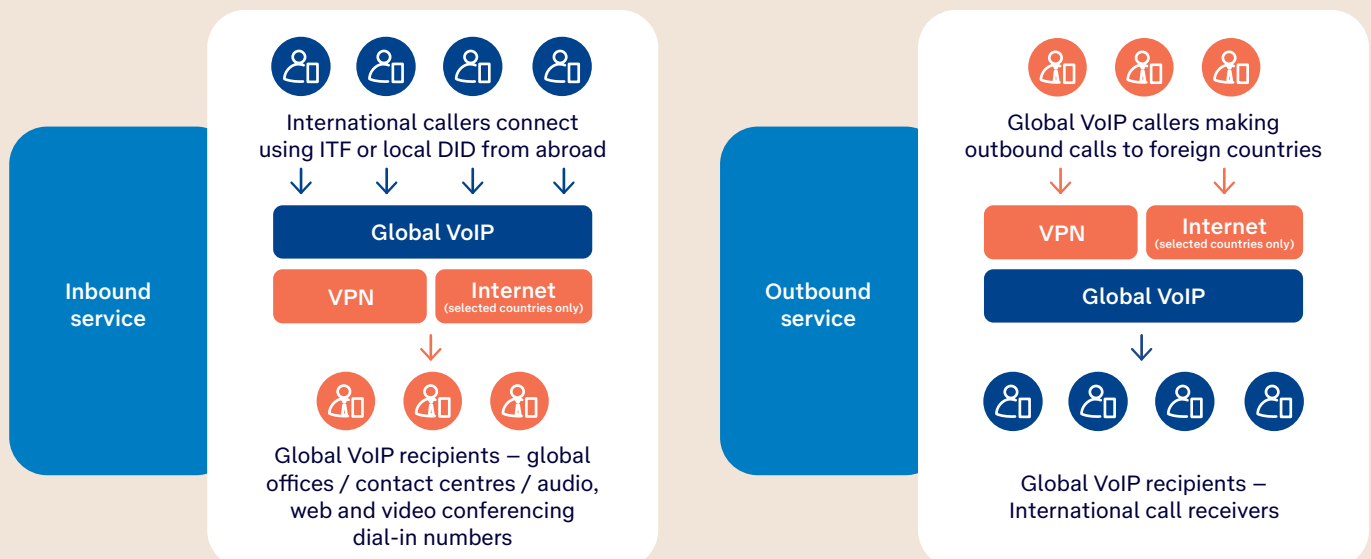 Inbound
service
International callers connect
using ITF or local DID from abroad
Global VoIP
VPN
Internet
(selected countries only)
Global VoIP recipients – global
offices / contact centres / audio,
web and video conferencing
dial-in numbers
Outbound
service
Global VoIP callers making
outbound calls to foreign countries
VPN
Internet
(selected countries only)
Global VoIP
Global VoIP recipients –
International call receivers